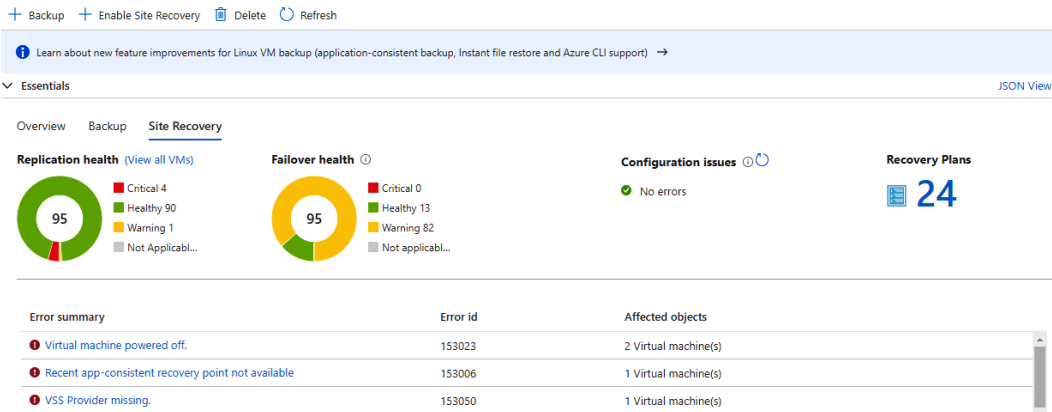 Backup Enable Site Recovery Delete Refresh
Learn about new feature improvements for Linux VM backup (application-consistent backup, Instant file restore and Azure CLI support) →
Essentials JSON View
Overview Backup Site Recovery
Replication health (View all VMs)
95
Critical 4
Healthy 90
Warning 1
Not Applicabl...
Failover health
95
Critical 0
Healthy 13
Warning 82
Not applicabl...
Configuration issues
No errors
Recovery Plans
24
Error summary Error id Affected objects
Virtual machine powered off. 153023 2 Virtual machine(s)
Recent app-consistent recovery point not available 153006 1 Virtual machine(s)
VSS Provider missing. 153050 1 Virtual machine(s)